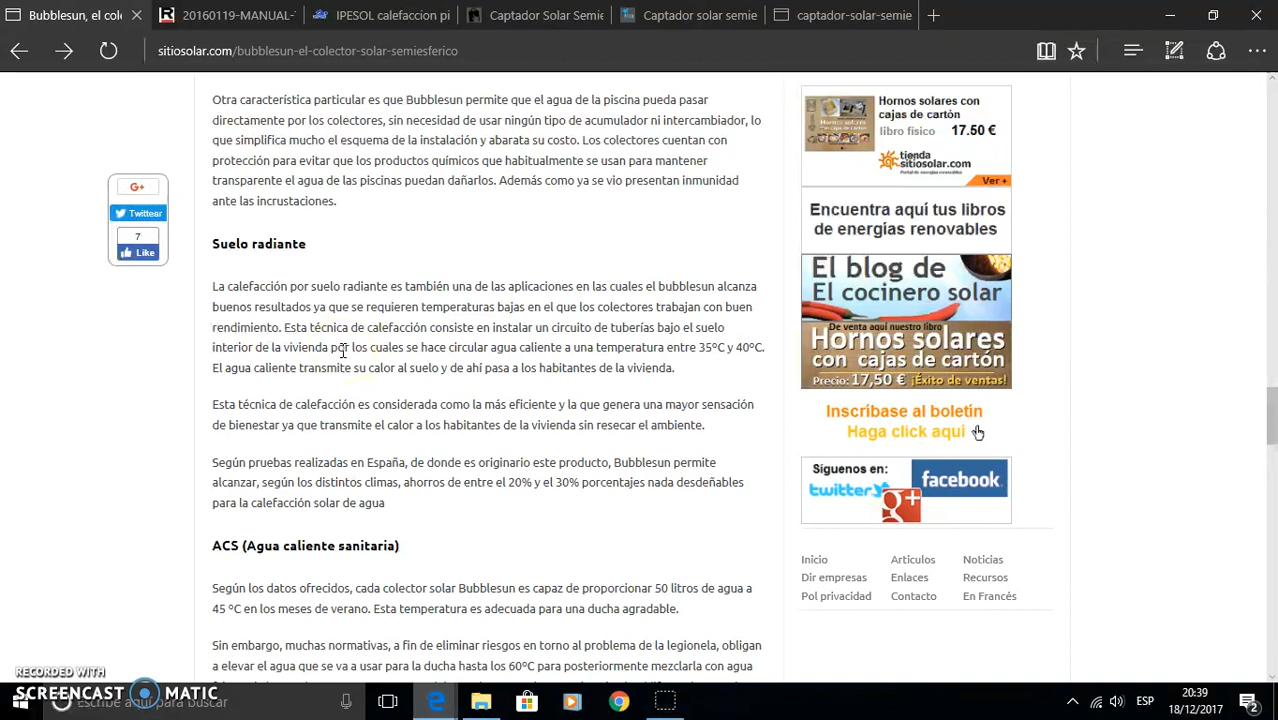 Bubblesun, el cole
20160119-MANUAL-
IPESOL calefaccion pi
Captador Solar Semie
Captador solar semie
captador-solar-semie
sitiosolar.com/bubblesun-el-colector-solar-semiesferico
Otra característica particular es que Bubblesun permite que el agua de la piscina pueda pasar
directamente por los colectores, sin necesidad de usar ningún tipo de acumulador ni intercambiador, lo
que simplifica mucho el esquema de la instalación y abarata su costo. Los colectores cuentan con
protección para evitar que los productos químicos que habitualmente se usan para mantener
transparente el agua de las piscinas puedan dañarlos. Además como ya se vio presentan inmunidad
ante las incrustaciones.
G+
Twittear
7
Like
Suelo radiante
La calefacción por suelo radiante es también una de las aplicaciones en las cuales el bubblesun alcanza
buenos resultados ya que se requieren temperaturas bajas en el que los colectores trabajan con buen
rendimiento. Esta técnica de calefacción consiste en instalar un circuito de tuberías bajo el suelo
interior de la vivienda por los cuales se hace circular agua caliente a una temperatura entre 35ºC y 40ºC.
El agua caliente transmite su calor al suelo y de ahí pasa a los habitantes de la vivienda.
Esta técnica de calefacción es considerada como la más eficiente y la que genera una mayor sensación
de bienestar ya que transmite el calor a los habitantes de la vivienda sin resecar el ambiente.
Según pruebas realizadas en España, de donde es originario este producto, Bubblesun permite
alcanzar, según los distintos climas, ahorros de entre el 20% y el 30% porcentajes nada desdeñables
para la calefacción solar de agua
ACS (Agua caliente sanitaria)
Según los datos ofrecidos, cada colector solar Bubblesun es capaz de proporcionar 50 litros de agua a
45 ºC en los meses de verano. Esta temperatura es adecuada para una ducha agradable.
Sin embargo, muchas normativas, a fin de eliminar riesgos en torno al problema de la legionela, obligan
a elevar el agua que se va a usar para la ducha hasta los 60ºC para posteriormente mezclarla con agua
Hornos solares con
cajas de cartón
libro físico 17.50 €
tienda
sitiosolar.com
Portal de energías renovables
Ver+
Encuentra aquí tus libros
de energías renovables
El blog de
El cocinero solar
De venta aquí nuestro libro
Hornos solares
con cajas de cartón
Precio: 17,50 € ¡Éxito de ventas!
Inscríbase al boletín
Haga click aqui
Síguenos en:
twitter
facebook
g+
Inicio Articulos Noticias
Dir empresas Enlaces Recursos
Pol privacidad Contacto En Francés
RECORDED WITH
SCREENCAST MATIC
Escribe aquí para buscar
ESP
20:39
18/12/2017
2